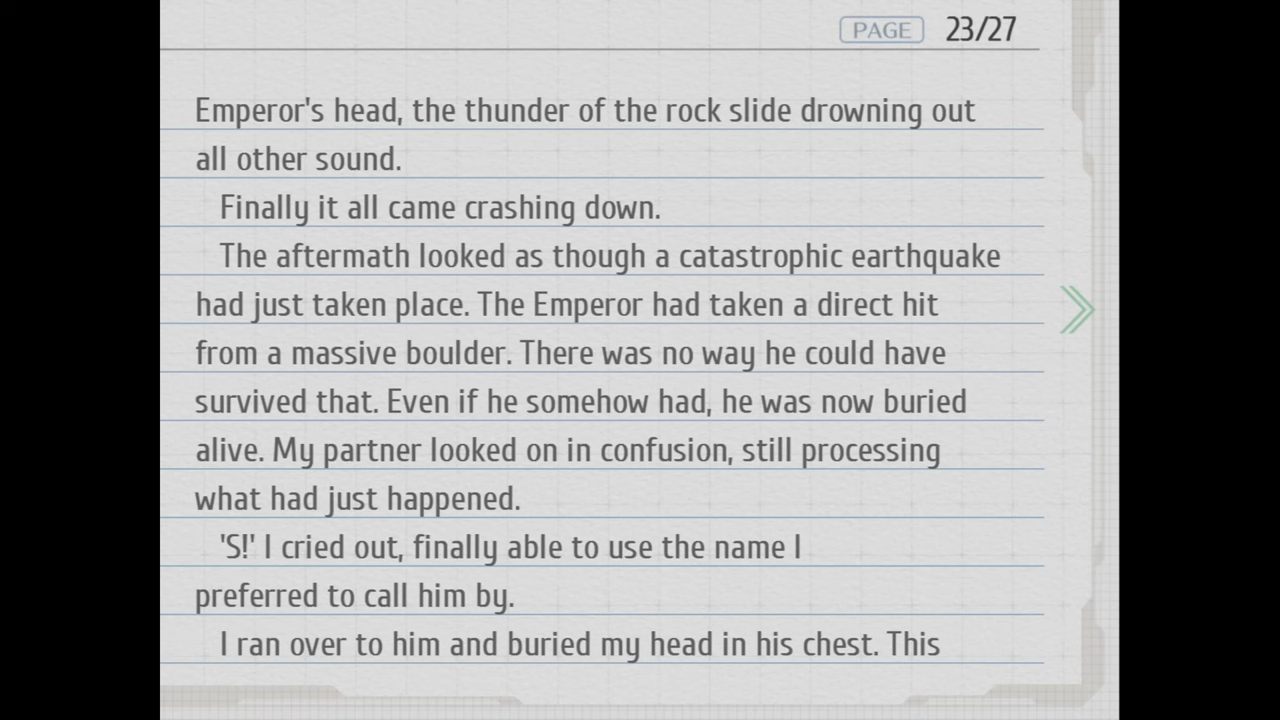 PAGE 23/27
Emperor's head, the thunder of the rock slide drowning out
all other sound.
Finally it all came crashing down.
The aftermath looked as though a catastrophic earthquake
had just taken place. The Emperor had taken a direct hit
from a massive boulder. There was no way he could have
survived that. Even if he somehow had, he was now buried
alive. My partner looked on in confusion, still processing
what had just happened.
'S!' I cried out, finally able to use the name I
preferred to call him by.
I ran over to him and buried my head in his chest. This